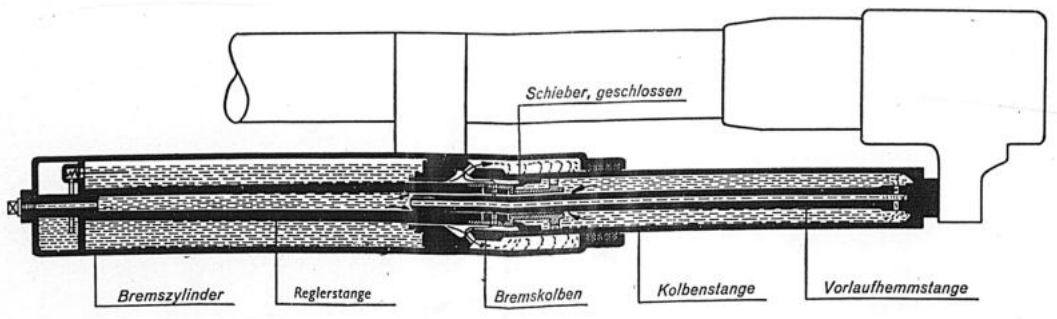 Schieber, geschlossen
Bremszylinder
Reglerstange
Bremskolben
Kolbenstange
Vorlaufhemmstange